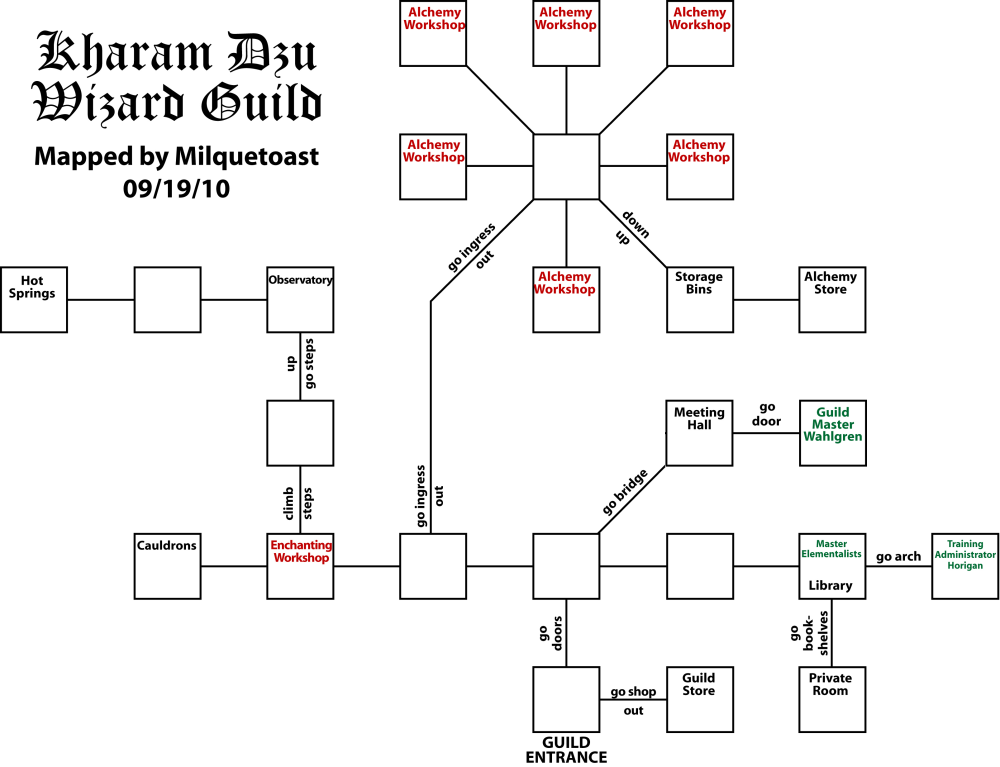 Kharam Dzu
Wizard Guild
Mapped by Milquetoast
09/19/10
Alchemy
Workshop
Alchemy
Workshop
Alchemy
Workshop
Alchemy
Workshop
Alchemy
Workshop
go ingress
out
down
up
Hot
Springs
Observatory
Alchemy
Workshop
Storage
Bins
Alchemy
Store
up
go steps
Meeting
Hall
go
door
Guild
Master
Wahlgren
climb
steps
go ingress
out
go bridge
Cauldrons
Enchanting
Workshop
Master
Elementalists
Library
go arch
Training
Administrator
Horigan
go
doors
go
book-
shelves
go shop
out
Guild
Store
Private
Room
GUILD
ENTRANCE